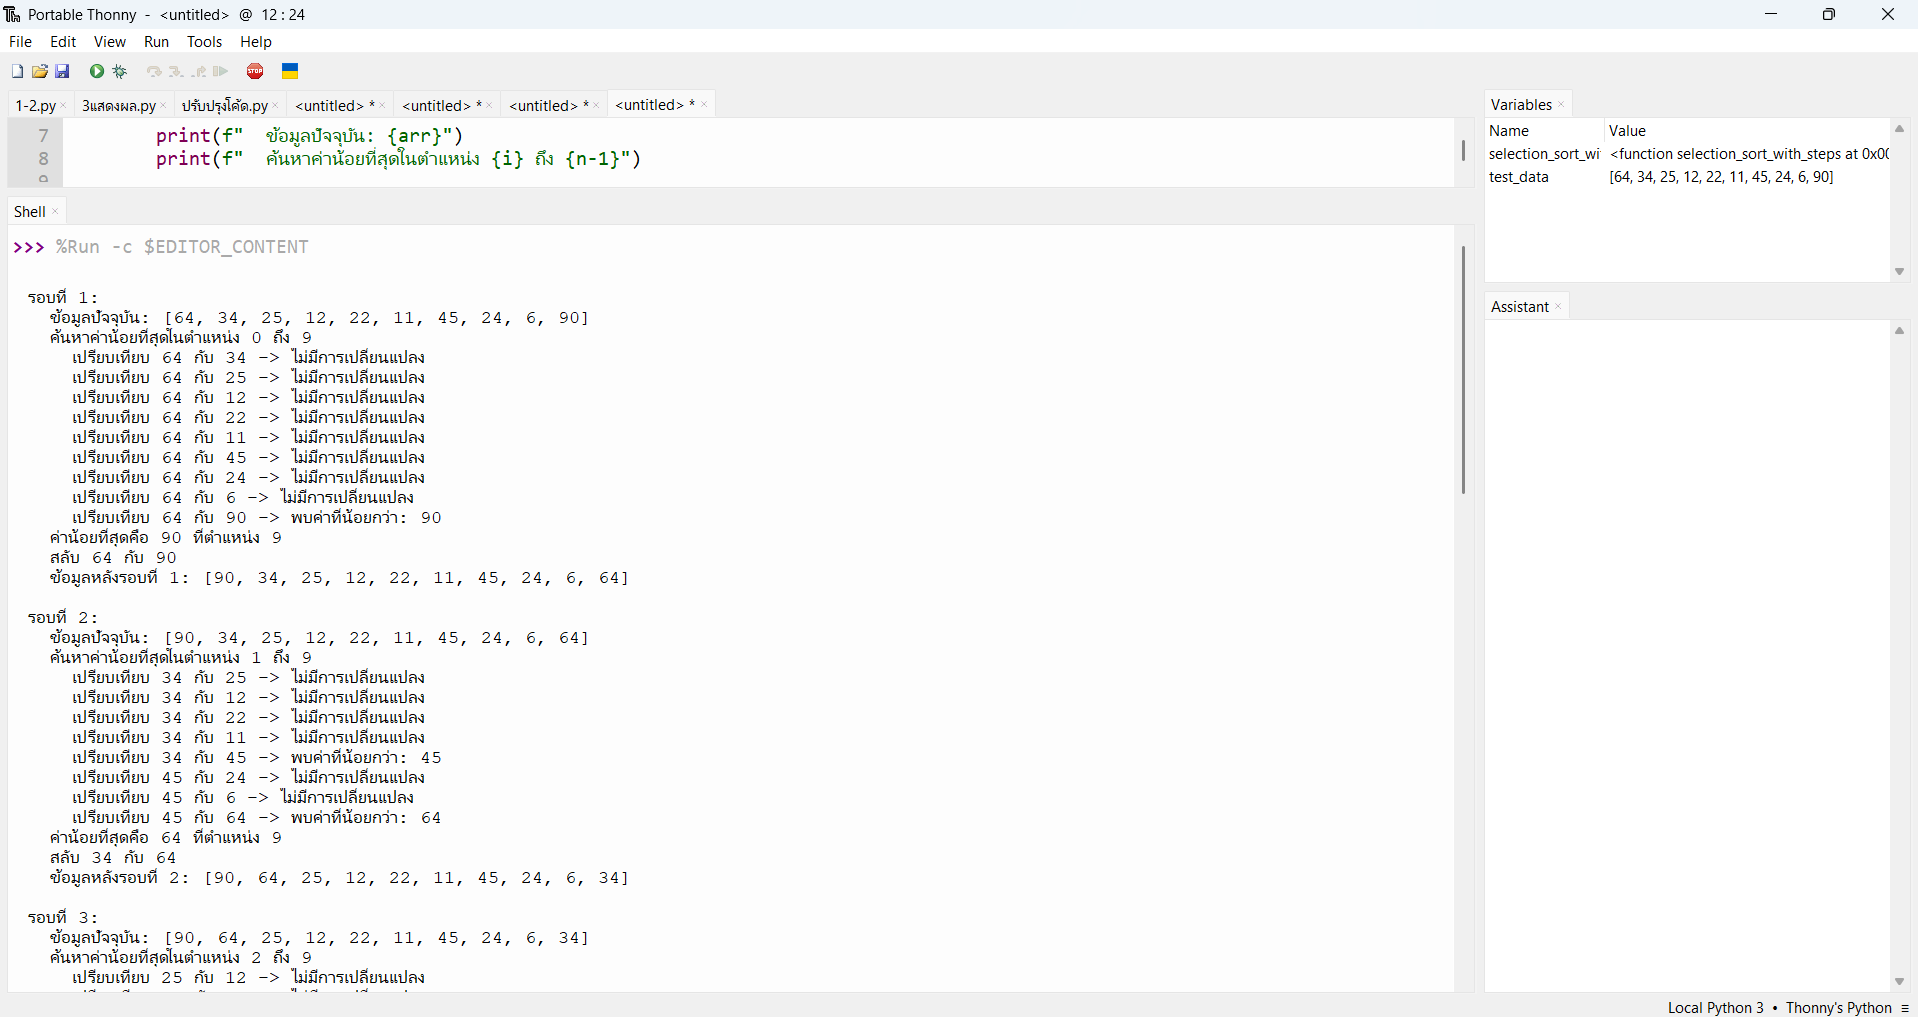 Portable Thonny - <untitled> @ 12 : 24
File Edit View Run Tools Help
STOP
1-2.py 3แสดงผล.py ปรับปรุงโค้ด.py <untitled> * <untitled> * <untitled> * <untitled> *
7 print(f" ข้อมูลปัจจุบัน: {arr}")
8 print(f" ค้นหาค่าน้อยที่สุดในตำแหน่ง {i} ถึง {n-1}")
Shell
>>> %Run -c $EDITOR_CONTENT
รอบที่ 1:
ข้อมูลปัจจุบัน: [64, 34, 25, 12, 22, 11, 45, 24, 6, 90]
ค้นหาค่าน้อยที่สุดในตำแหน่ง 0 ถึง 9
เปรียบเทียบ 64 กับ 34 -> ไม่มีการเปลี่ยนแปลง
เปรียบเทียบ 64 กับ 25 -> ไม่มีการเปลี่ยนแปลง
เปรียบเทียบ 64 กับ 12 -> ไม่มีการเปลี่ยนแปลง
เปรียบเทียบ 64 กับ 22 -> ไม่มีการเปลี่ยนแปลง
เปรียบเทียบ 64 กับ 11 -> ไม่มีการเปลี่ยนแปลง
เปรียบเทียบ 64 กับ 45 -> ไม่มีการเปลี่ยนแปลง
เปรียบเทียบ 64 กับ 24 -> ไม่มีการเปลี่ยนแปลง
เปรียบเทียบ 64 กับ 6 -> ไม่มีการเปลี่ยนแปลง
เปรียบเทียบ 64 กับ 90 -> พบค่าที่น้อยกว่า: 90
ค่าน้อยที่สุดคือ 90 ที่ตำแหน่ง 9
สลับ 64 กับ 90
ข้อมูลหลังรอบที่ 1: [90, 34, 25, 12, 22, 11, 45, 24, 6, 64]
รอบที่ 2:
ข้อมูลปัจจุบัน: [90, 34, 25, 12, 22, 11, 45, 24, 6, 64]
ค้นหาค่าน้อยที่สุดในตำแหน่ง 1 ถึง 9
เปรียบเทียบ 34 กับ 25 -> ไม่มีการเปลี่ยนแปลง
เปรียบเทียบ 34 กับ 12 -> ไม่มีการเปลี่ยนแปลง
เปรียบเทียบ 34 กับ 22 -> ไม่มีการเปลี่ยนแปลง
เปรียบเทียบ 34 กับ 11 -> ไม่มีการเปลี่ยนแปลง
เปรียบเทียบ 34 กับ 45 -> พบค่าที่น้อยกว่า: 45
เปรียบเทียบ 45 กับ 24 -> ไม่มีการเปลี่ยนแปลง
เปรียบเทียบ 45 กับ 6 -> ไม่มีการเปลี่ยนแปลง
เปรียบเทียบ 45 กับ 64 -> พบค่าที่น้อยกว่า: 64
ค่าน้อยที่สุดคือ 64 ที่ตำแหน่ง 9
สลับ 34 กับ 64
ข้อมูลหลังรอบที่ 2: [90, 64, 25, 12, 22, 11, 45, 24, 6, 34]
รอบที่ 3:
ข้อมูลปัจจุบัน: [90, 64, 25, 12, 22, 11, 45, 24, 6, 34]
ค้นหาค่าน้อยที่สุดในตำแหน่ง 2 ถึง 9
เปรียบเทียบ 25 กับ 12 -> ไม่มีการเปลี่ยนแปลง
Variables
Name Value
selection_sort_wi <function selection_sort_with_steps at 0x00
test_data [64, 34, 25, 12, 22, 11, 45, 24, 6, 90]
Assistant
Local Python 3 • Thonny's Python ≡